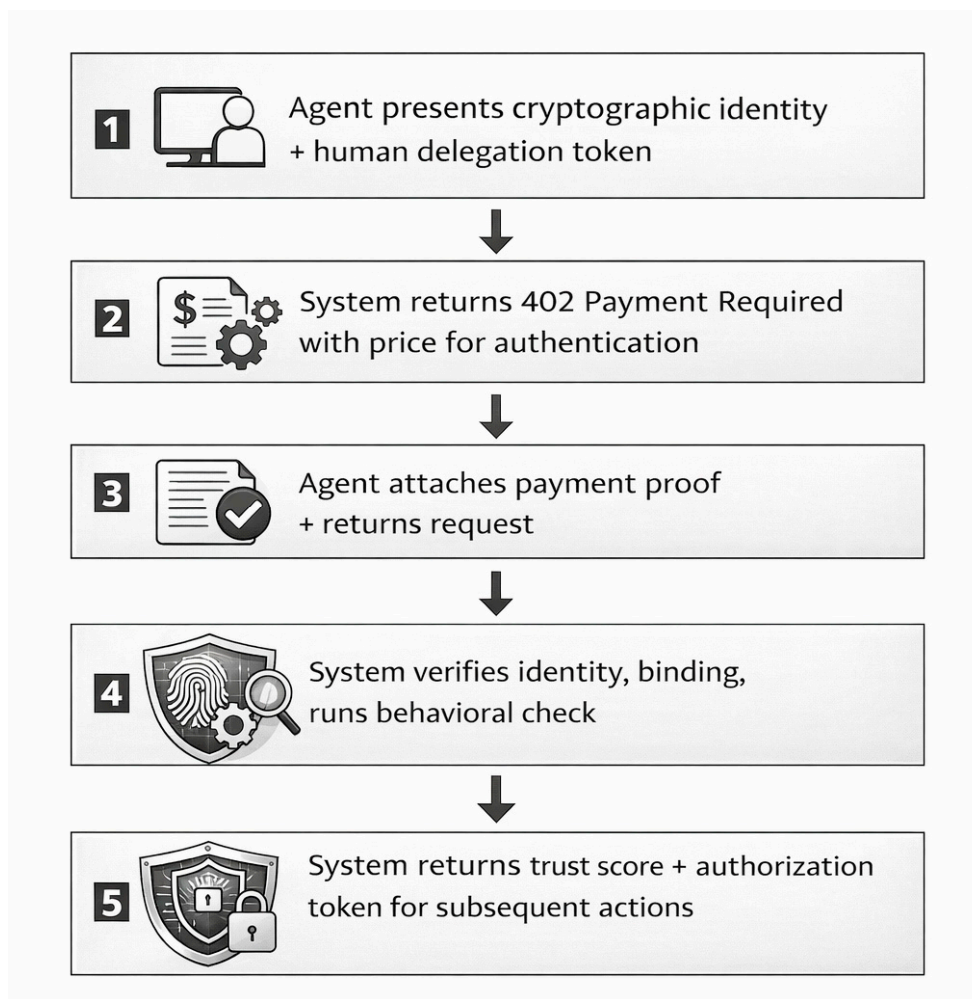 1
Agent presents cryptographic identity
+ human delegation token
2
$
System returns 402 Payment Required
with price for authentication
3
Agent attaches payment proof
+ returns request
4
System verifies identity, binding,
runs behavioral check
5
System returns trust score + authorization
token for subsequent actions